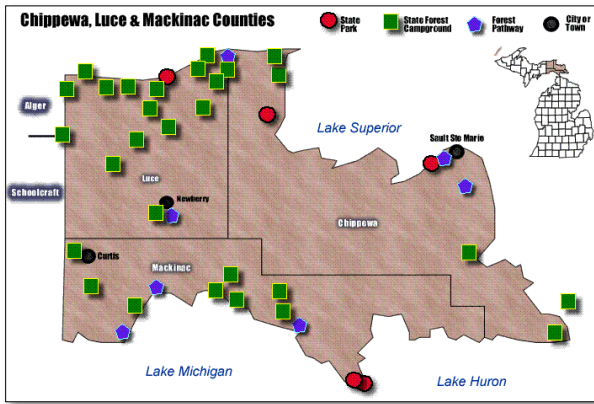 Chippewa, Luce & Mackinac Counties
State
Park
State Forest
Campground
Forest
Pathway
City or
Town
Alger
Lake Superior
Sault Ste Marie
Schoolcraft
Luce
Newberry
Chippewa
Curtis
Mackinac
Lake Michigan
Lake Huron